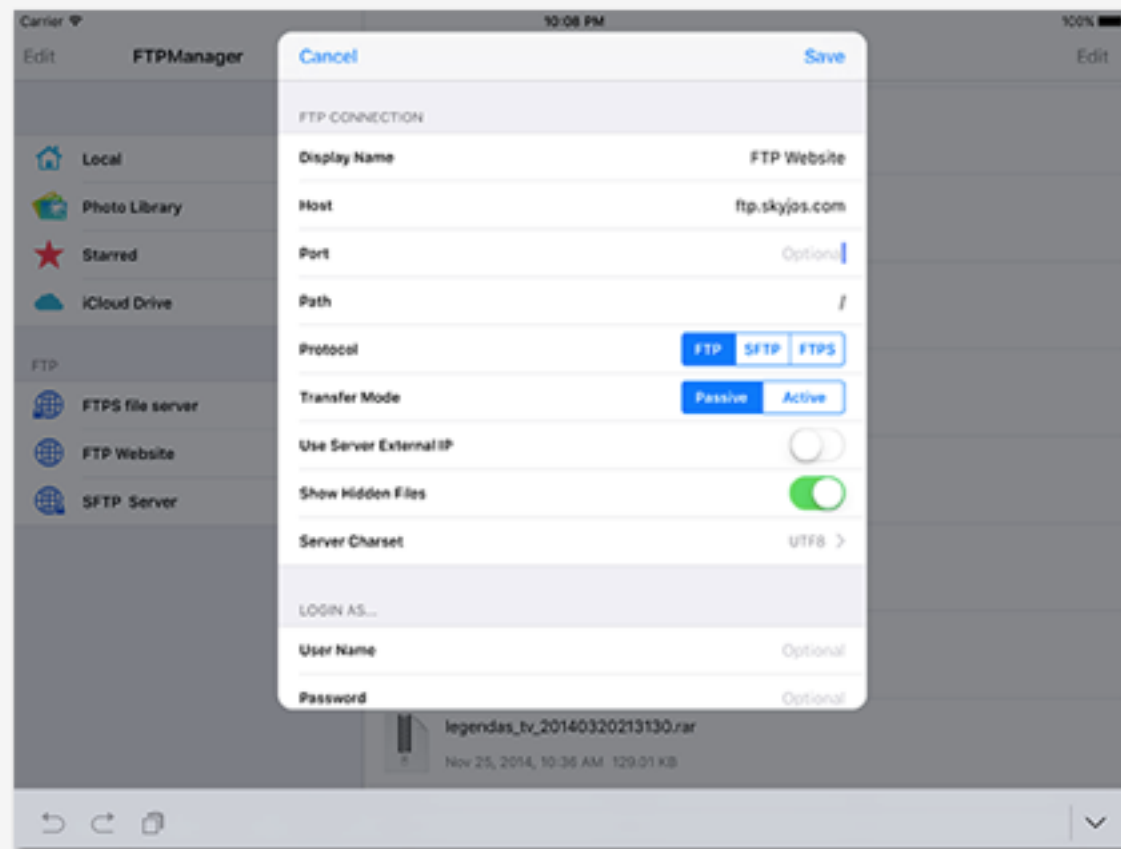 Carrier 10:08 PM 100%
Edit FTPManager Cancel Save Edit
FTP CONNECTION
Display Name FTP Website
Local
Host ftp.skyjos.com
Photo Library
Port Optional
Starred
Path /
iCloud Drive
Protocol FTP SFTP FTPS
FTP
Transfer Mode Passive Active
FTPS file server
Use Server External IP
FTP Website
Show Hidden Files
SFTP Server
Server Charset UTF8 >
LOGIN AS...
User Name Optional
Password Optional
legendas_tv_20140320213130.rar
Nov 25, 2014, 10:36 AM 129.01 KB